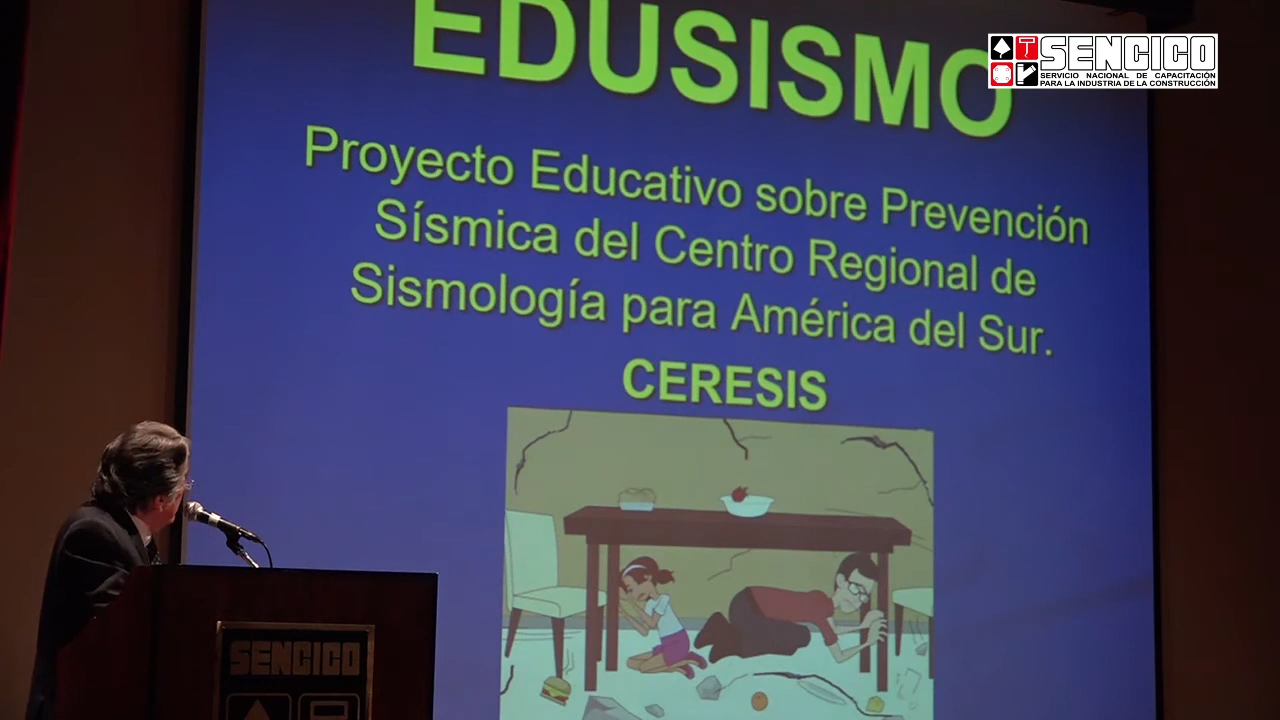 EDUSISMO
SENCICO
SERVICIO NACIONAL DE CAPACITACIÓN
PARA LA INDUSTRIA DE LA CONSTRUCCIÓN
Proyecto Educativo sobre Prevención
Sísmica del Centro Regional de
Sismología para América del Sur.
CERESIS
SENCICO